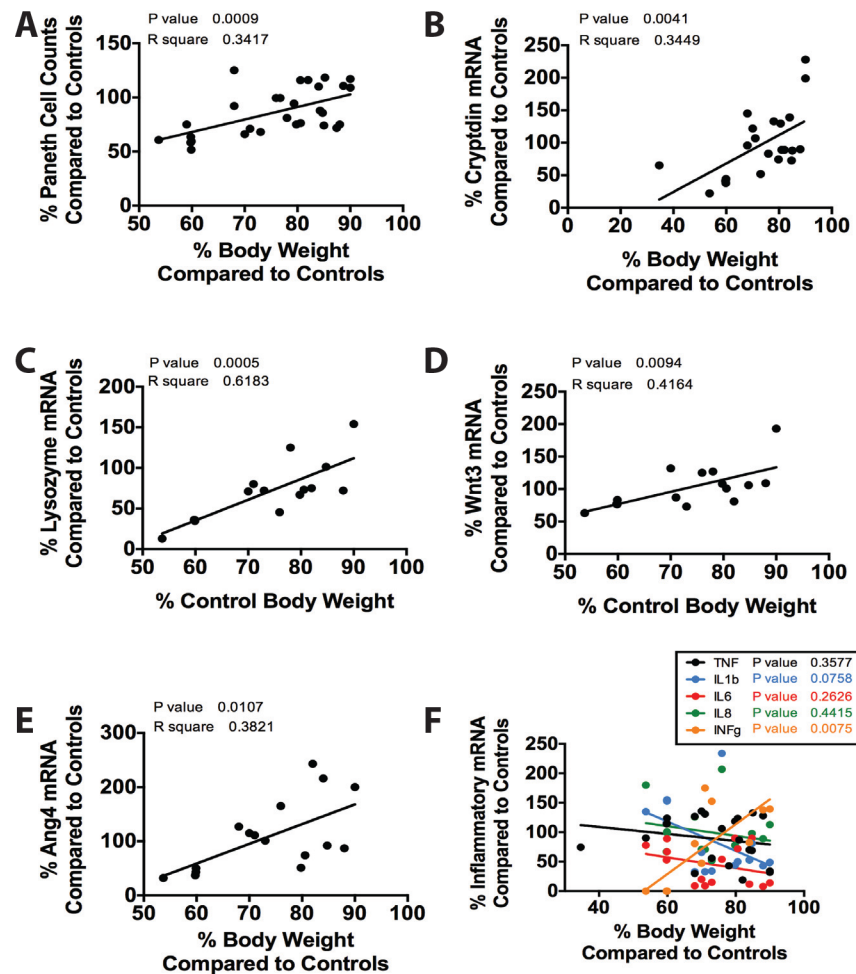 A
P value 0.0009
R square 0.3417
% Paneth Cell Counts
Compared to Controls
150
100
50
0
50 60 70 80 90 100
% Body Weight
Compared to Controls
B
P value 0.0041
R square 0.3449
% Cryptdin mRNA
Compared to Controls
250
200
150
100
50
0
0 20 40 60 80 100
% Body Weight
Compared to Controls
C
P value 0.0005
R square 0.6183
% Lysozyme mRNA
Compared to Controls
200
150
100
50
0
50 60 70 80 90 100
% Control Body Weight
D
P value 0.0094
R square 0.4164
% Wnt3 mRNA
Compared to Controls
250
200
150
100
50
0
50 60 70 80 90 100
% Control Body Weight
E
P value 0.0107
R square 0.3821
% Ang4 mRNA
Compared to Controls
300
200
100
0
50 60 70 80 90 100
% Body Weight
Compared to Controls
F
TNF P value 0.3577
IL1b P value 0.0758
IL6 P value 0.2626
IL8 P value 0.4415
INFg P value 0.0075
% Inflammatory mRNA
Compared to Controls
250
200
150
100
50
0
40 60 80 100
% Body Weight
Compared to Controls